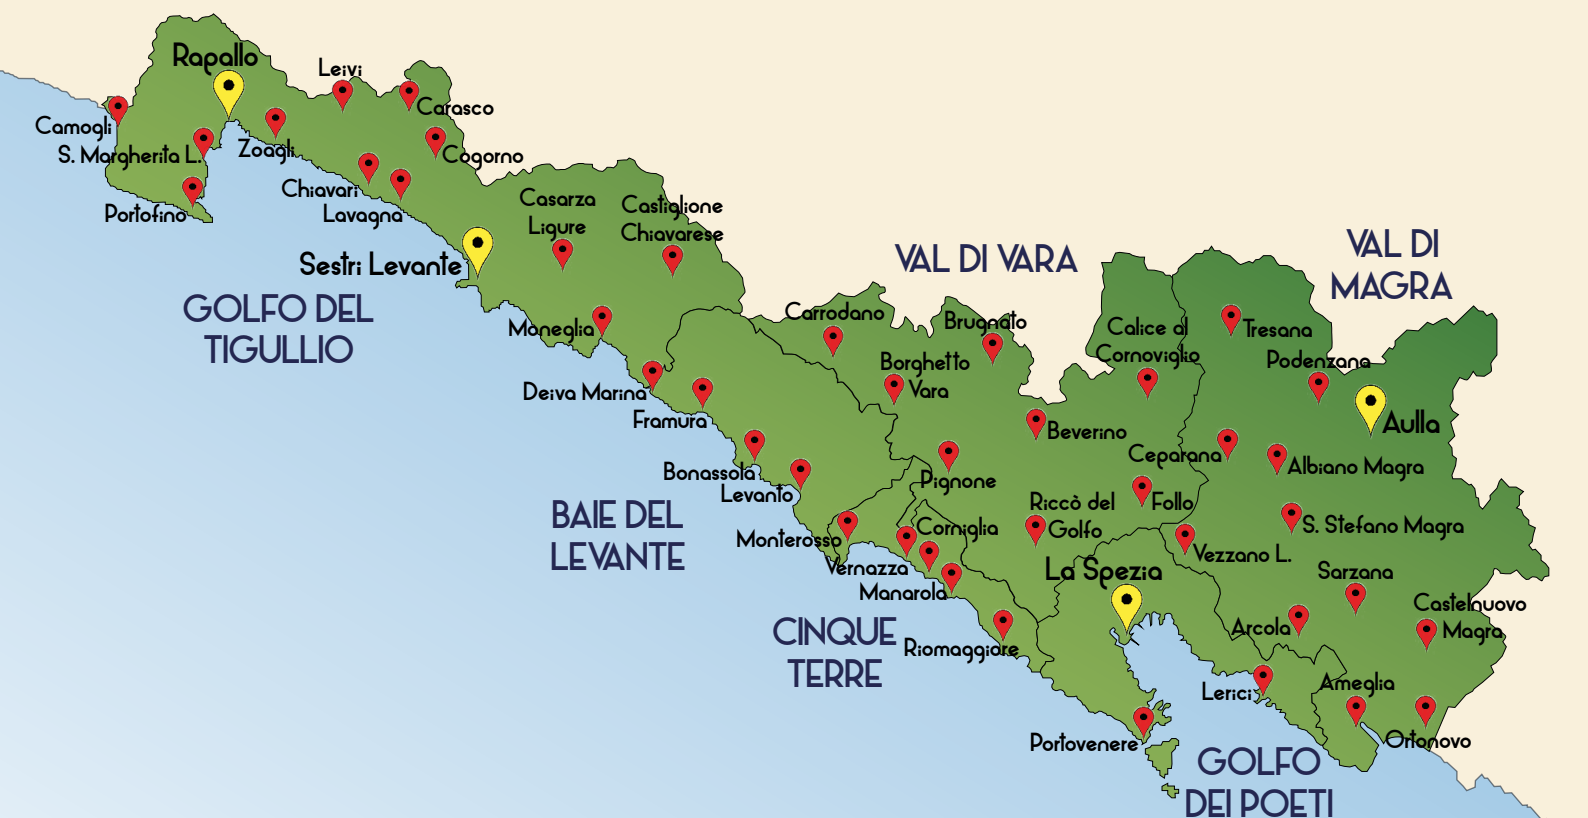 Rapallo
Leivi
Carasco
Camogli
S. Margherita L.
Zoagli
Cogorno
Chiavari
Portofino
Lavagna
Casarza
Ligure
Castiglione
Chiavarese
Sestri Levante
GOLFO DEL
TIGULLIO
Moneglia
Deiva Marina
Framura
Bonassola
Levanto
BAIE DEL
LEVANTE
VAL DI VARA
VAL DI
MAGRA
Carrodano
Brugnato
Borghetto
Vara
Calice al
Cornoviglio
Tresana
Podenzana
Aulla
Beverino
Ceparana
Albiano Magra
Pignone
Riccò del
Golfo
Follo
S. Stefano Magra
Vezzano L.
Monterosso
Corniglia
Vernazza
Manarola
Riomaggiore
CINQUE
TERRE
La Spezia
Sarzana
Castelnuovo
Magra
Arcola
Lerici
Ameglia
Ortonovo
Portovenere
GOLFO
DEI POETI